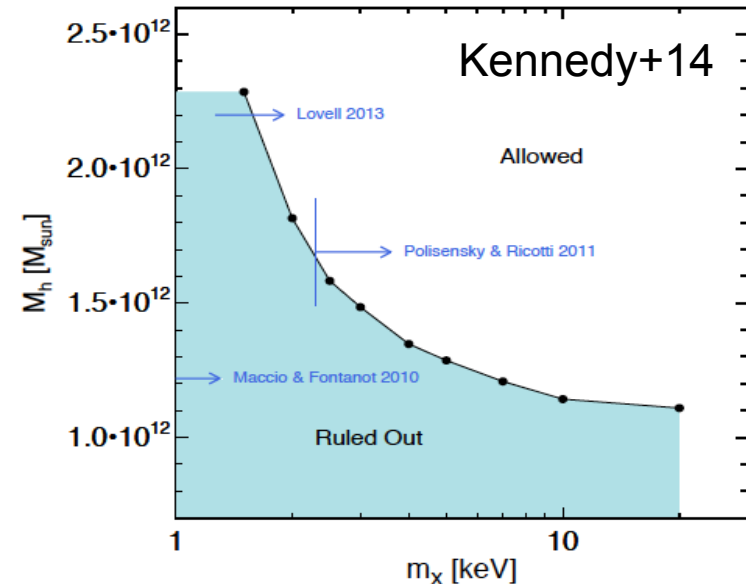 Kennedy+14
2.5•10¹²
Lovell 2013
Allowed
2.0•10¹²
Polisensky & Ricotti 2011
M_h [M_sun]
1.5•10¹²
Maccio & Fontanot 2010
1.0•10¹²
Ruled Out
1
10
m_X [keV]